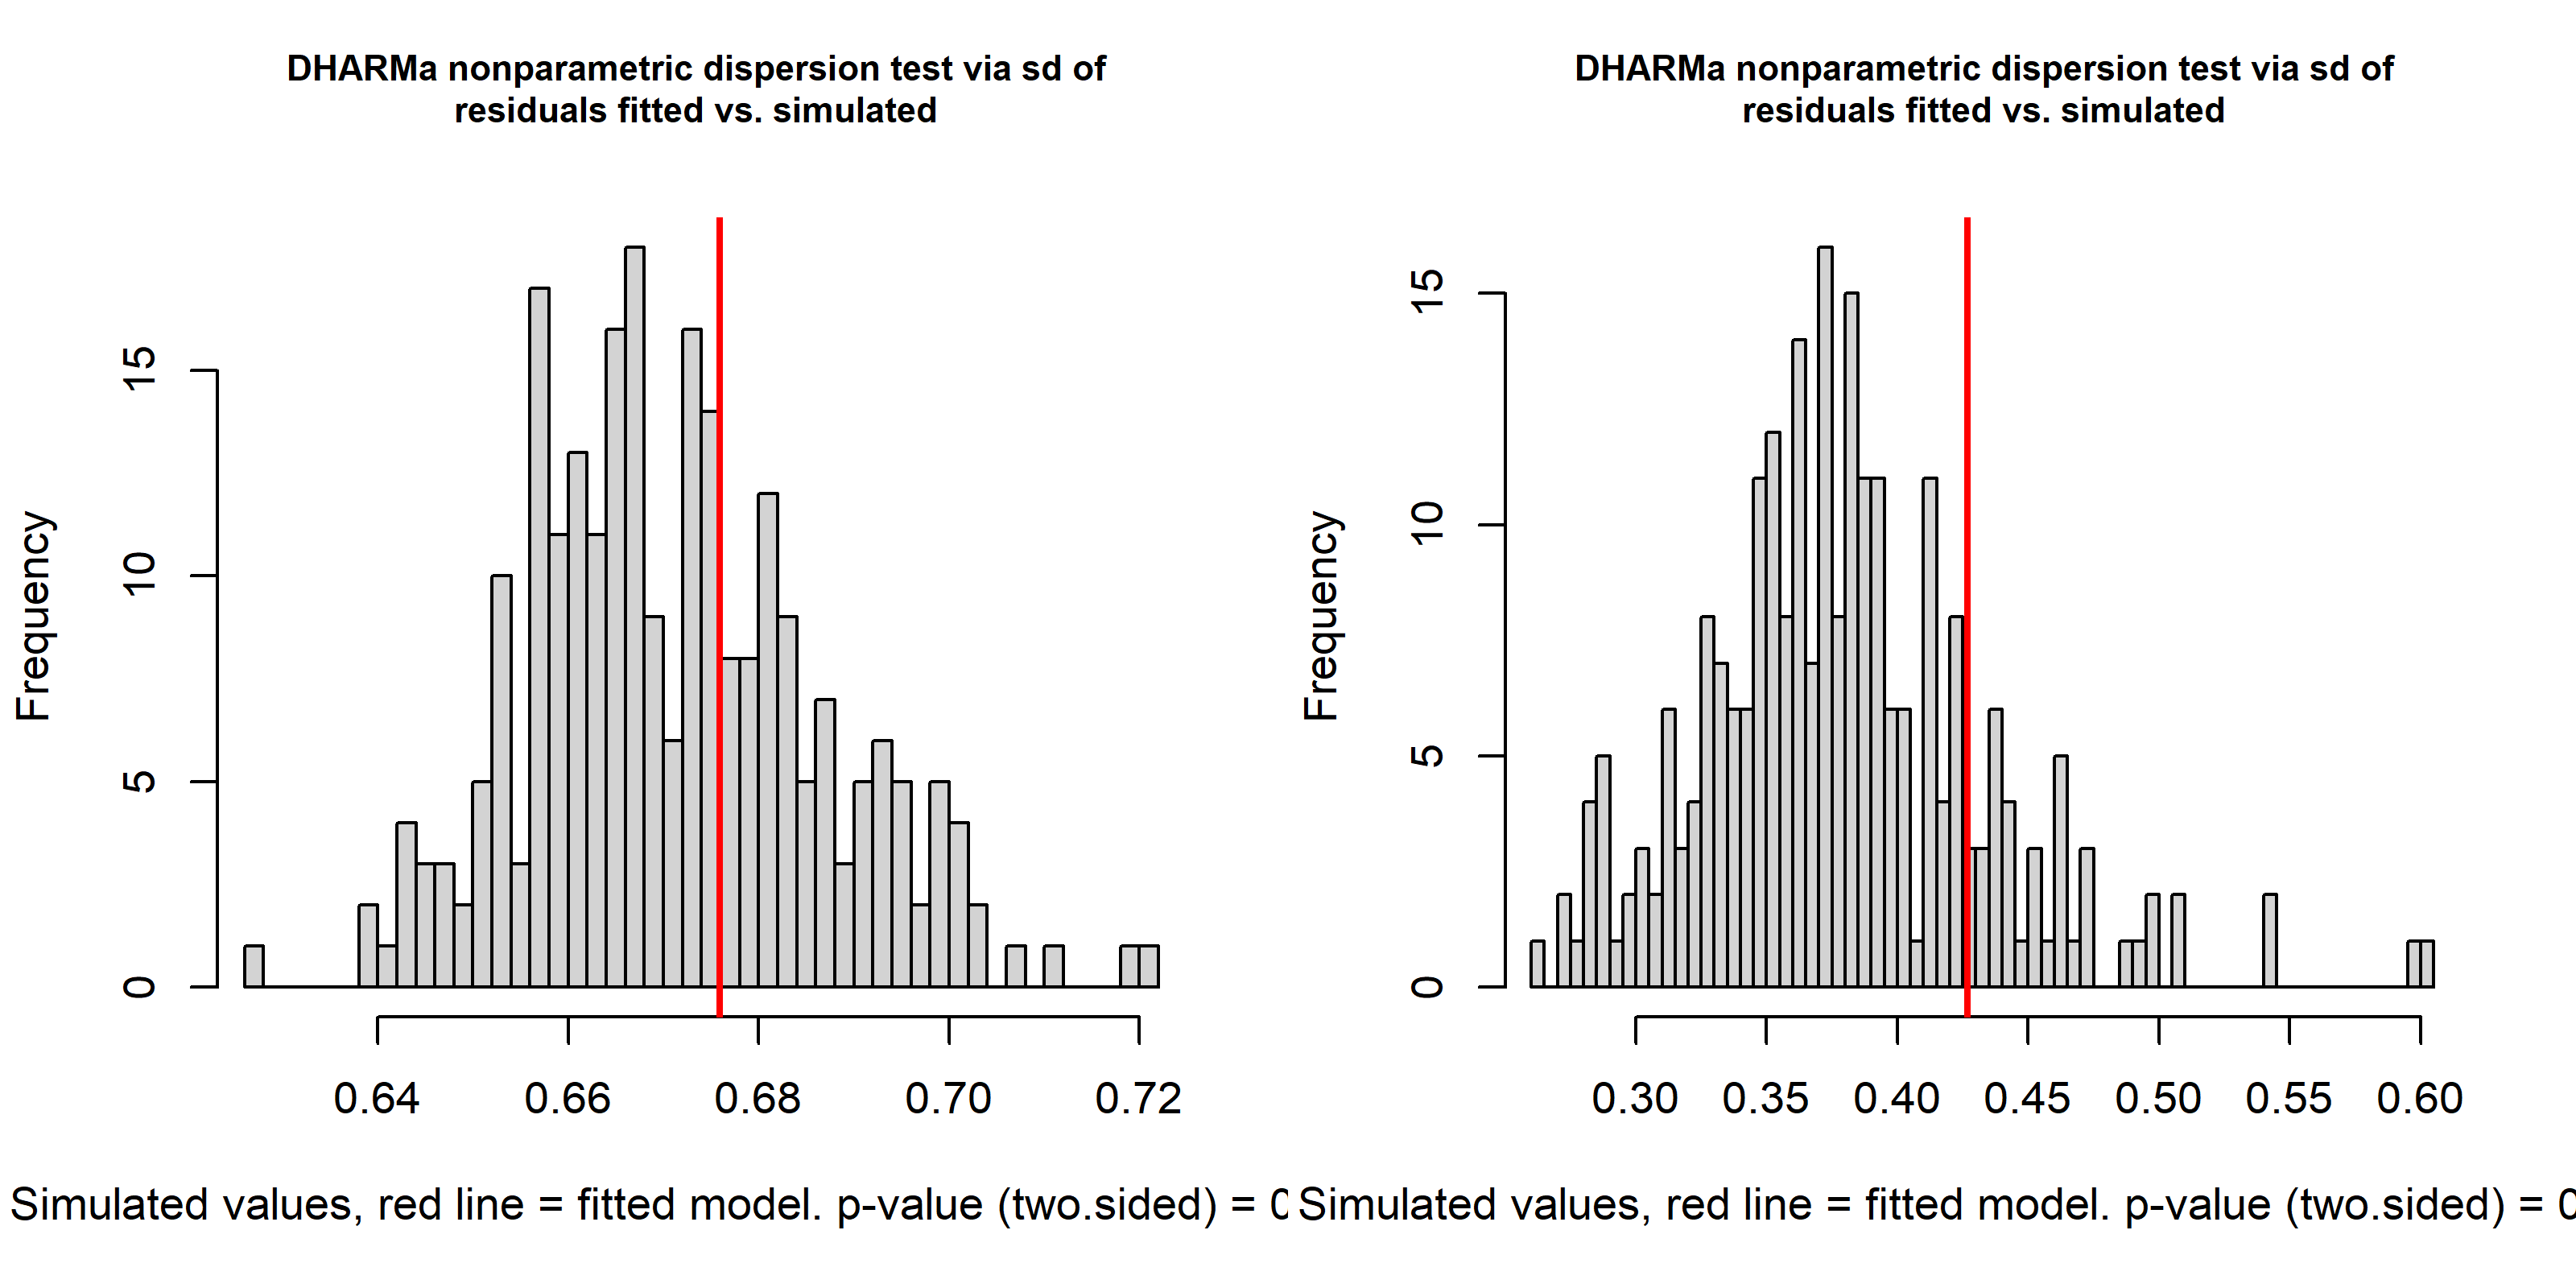 DHARMa nonparametric dispersion test via sd of
residuals fitted vs. simulated
Frequency
15
10
5
0
0.64 0.66 0.68 0.70 0.72
Simulated values, red line = fitted model. p-value (two.sided) = 
DHARMa nonparametric dispersion test via sd of
residuals fitted vs. simulated
Frequency
15
10
5
0
0.30 0.35 0.40 0.45 0.50 0.55 0.60
Simulated values, red line = fitted model. p-value (two.sided) =